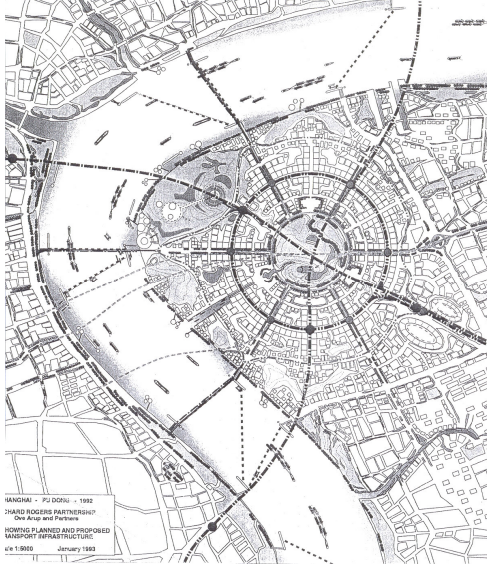 HANGHAI - PU DONG - 1992
CHARD ROGERS PARTNERSHIP
Ove Arup and Partners
HOWING PLANNED AND PROPOSED
RANSPORT INFRASTRUCTURE
ale 1:5000 January 1993